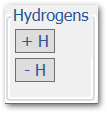 Hydrogens
+ H
- H